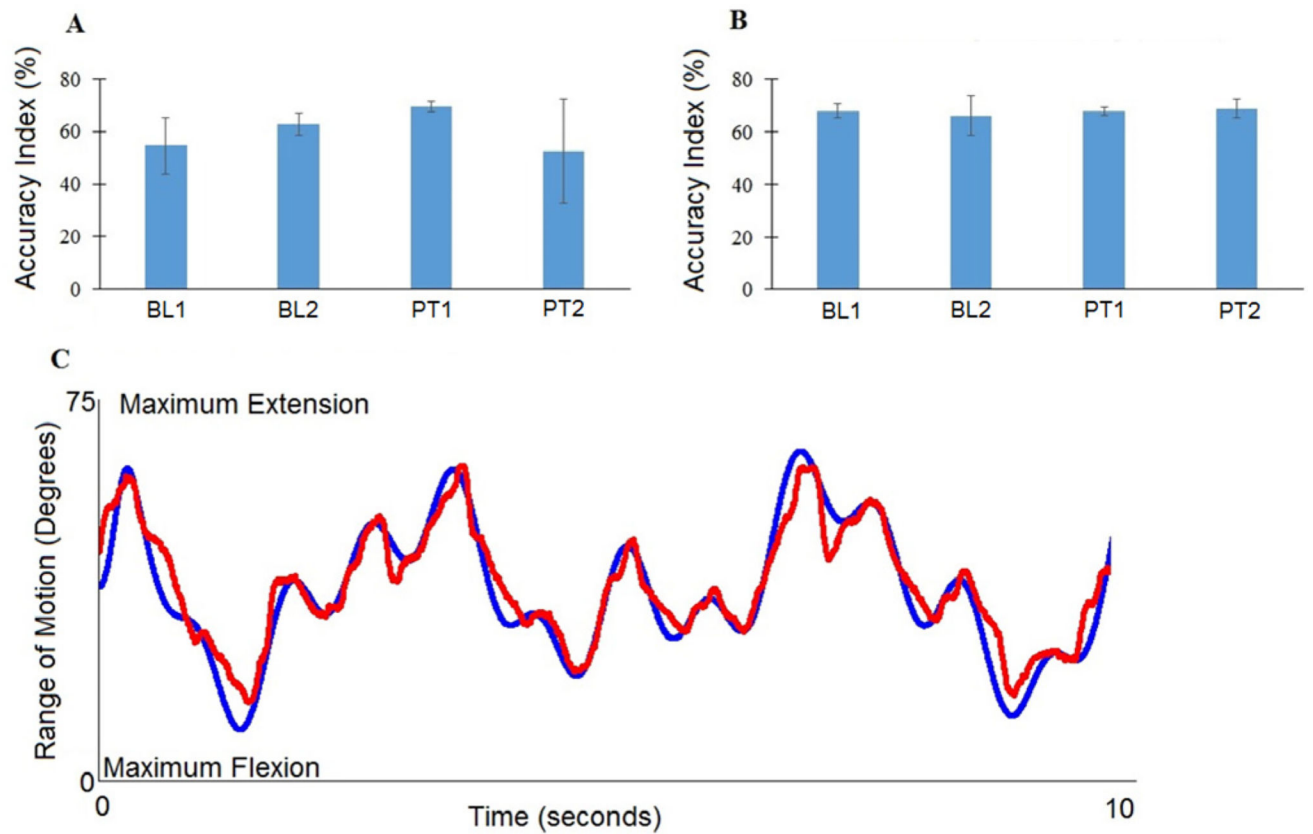 A
Accuracy Index (%)
80
60
40
20
0
BL1 BL2 PT1 PT2
B
Accuracy Index (%)
80
60
40
20
0
BL1 BL2 PT1 PT2
C
Range of Motion (Degrees)
75
Maximum Extension
Maximum Flexion
0
0
Time (seconds)
10